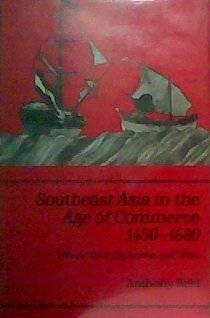 Southeast Asia in the
Age of Commerce
1450-1680
Anthony Reid